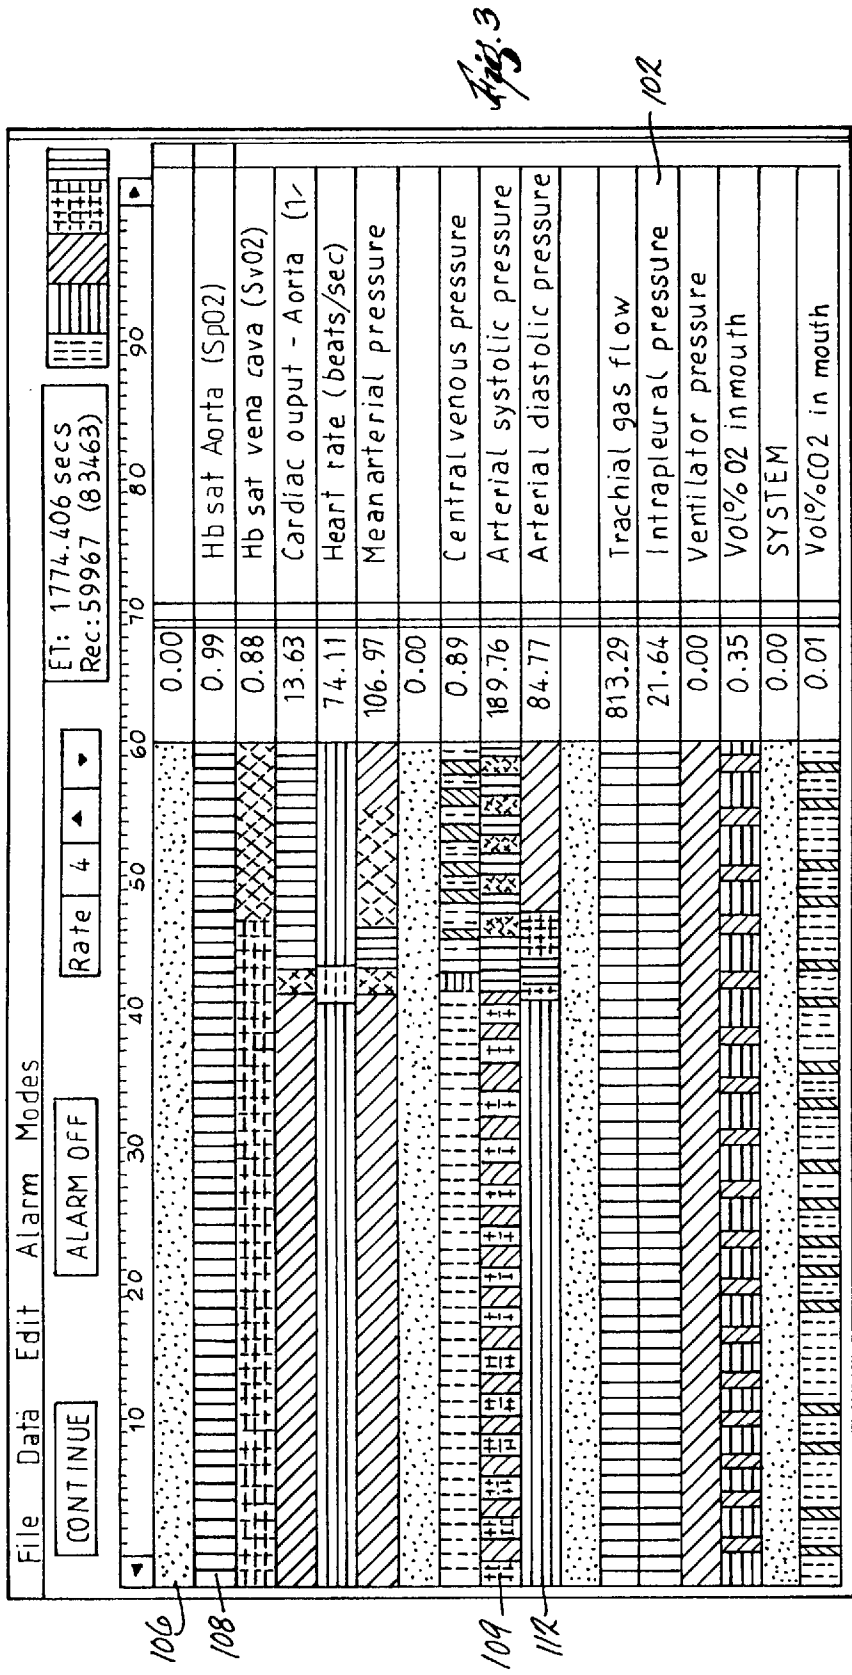 File Data Edit Alarm Modes
CONTINUE
ALARM OFF
Rate 4
ET: 1774.406 secs
Rec: 59967 (83463)
10 20 30 40 50 60 70 80 90
0.00
0.99 Hb sat Aorta (SpO2)
0.88 Hb sat vena cava (SvO2)
13.63 Cardiac ouput - Aorta (1/
74.11 Heart rate (beats/sec)
106.97 Mean arterial pressure
0.00
0.89 Central venous pressure
189.76 Arterial systolic pressure
84.77 Arterial diastolic pressure
813.29 Trachial gas flow
21.64 Intrapleural pressure
0.00 Ventilator pressure
0.35 Vol% O2 in mouth
0.00 SYSTEM
0.01 Vol% CO2 in mouth
106
108
109
112
102
Fig. 3